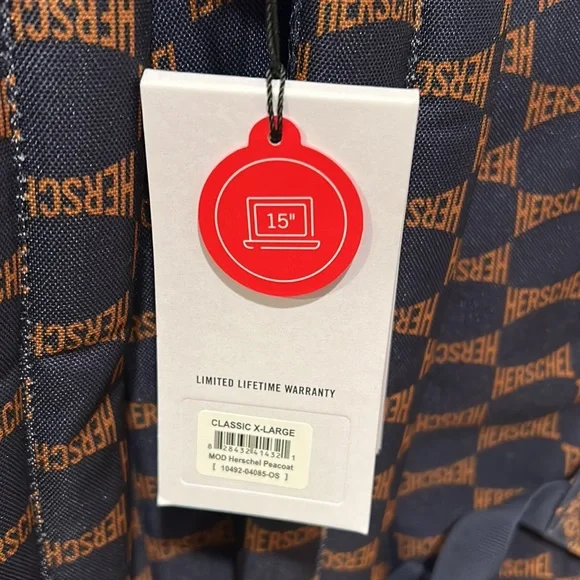 HERSCHEL
15"
LIMITED LIFETIME WARRANTY
CLASSIC X-LARGE
8 28432 41432 1
MOD Herschel Peacoat
[ 10492-04085-OS ]